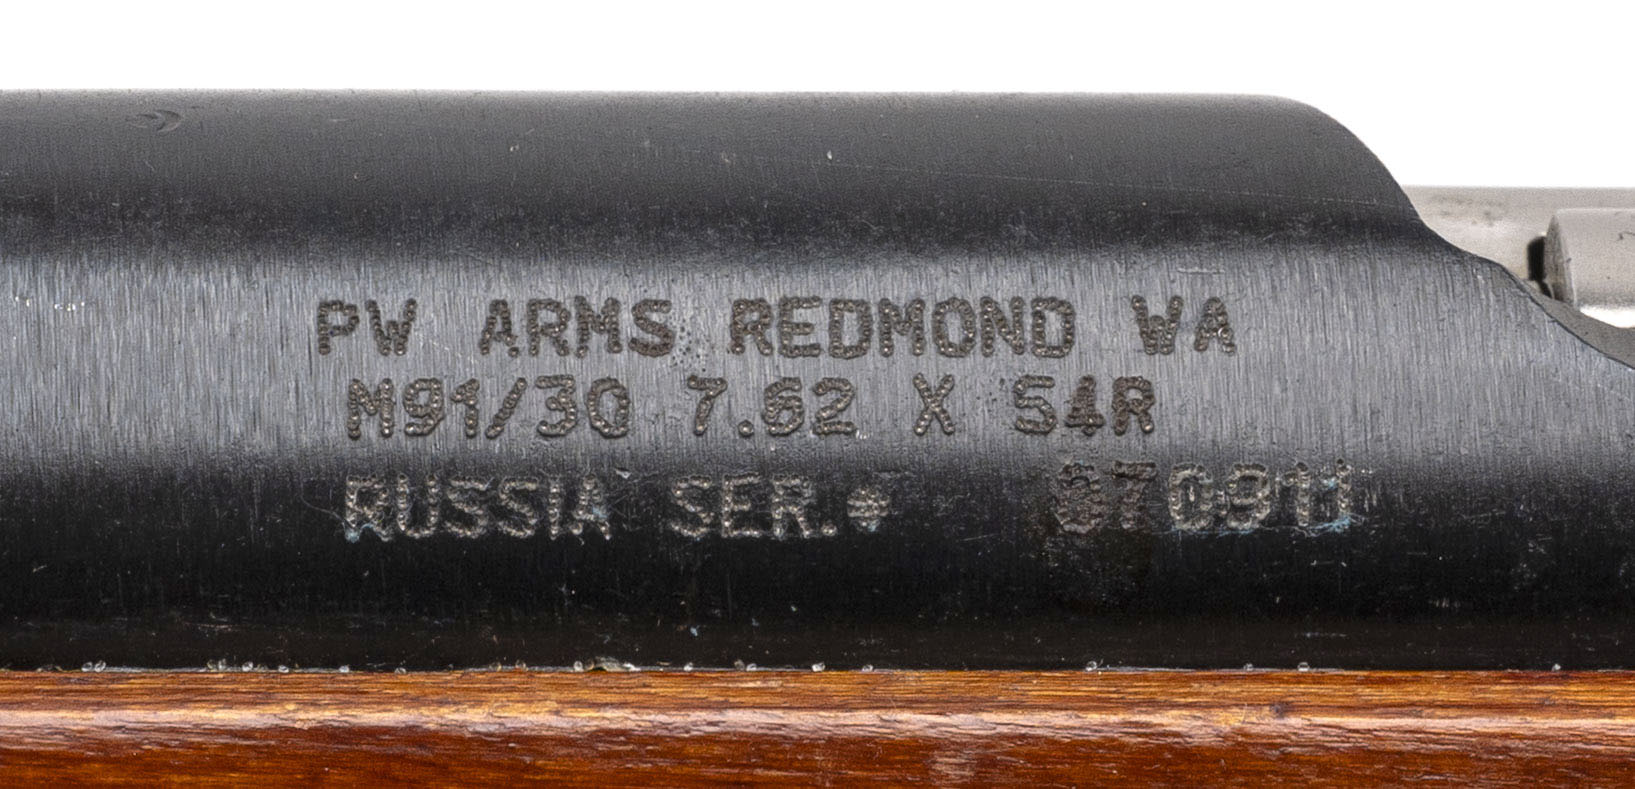 PW ARMS REDMOND WA
M91/30 7.62 X 54R
RUSSIA SER.#